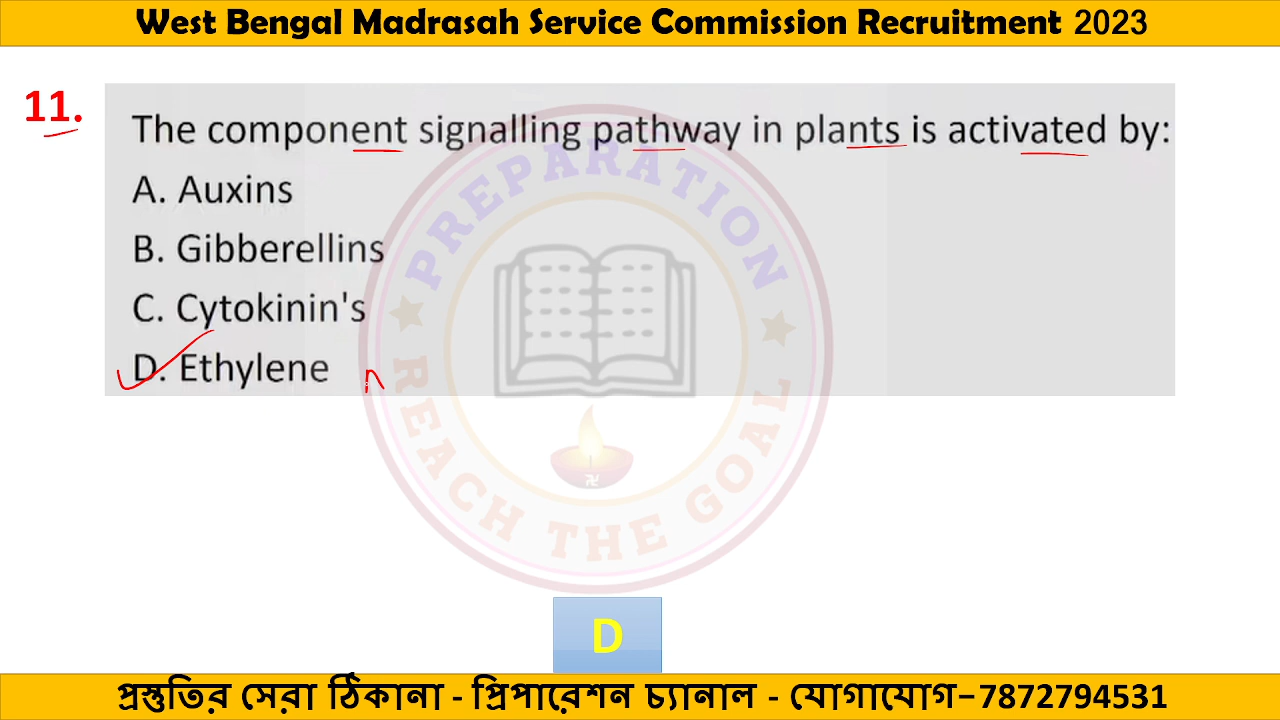 West Bengal Madrasah Service Commission Recruitment 2023
11.
The component signalling pathway in plants is activated by:
A. Auxins
B. Gibberellins
C. Cytokinin's
D. Ethylene
PREPARATION
REACH THE GOAL
D
প্রস্তুতির সেরা ঠিকানা - প্রিপারেশন চ্যানাল - যোগাযোগ–7872794531